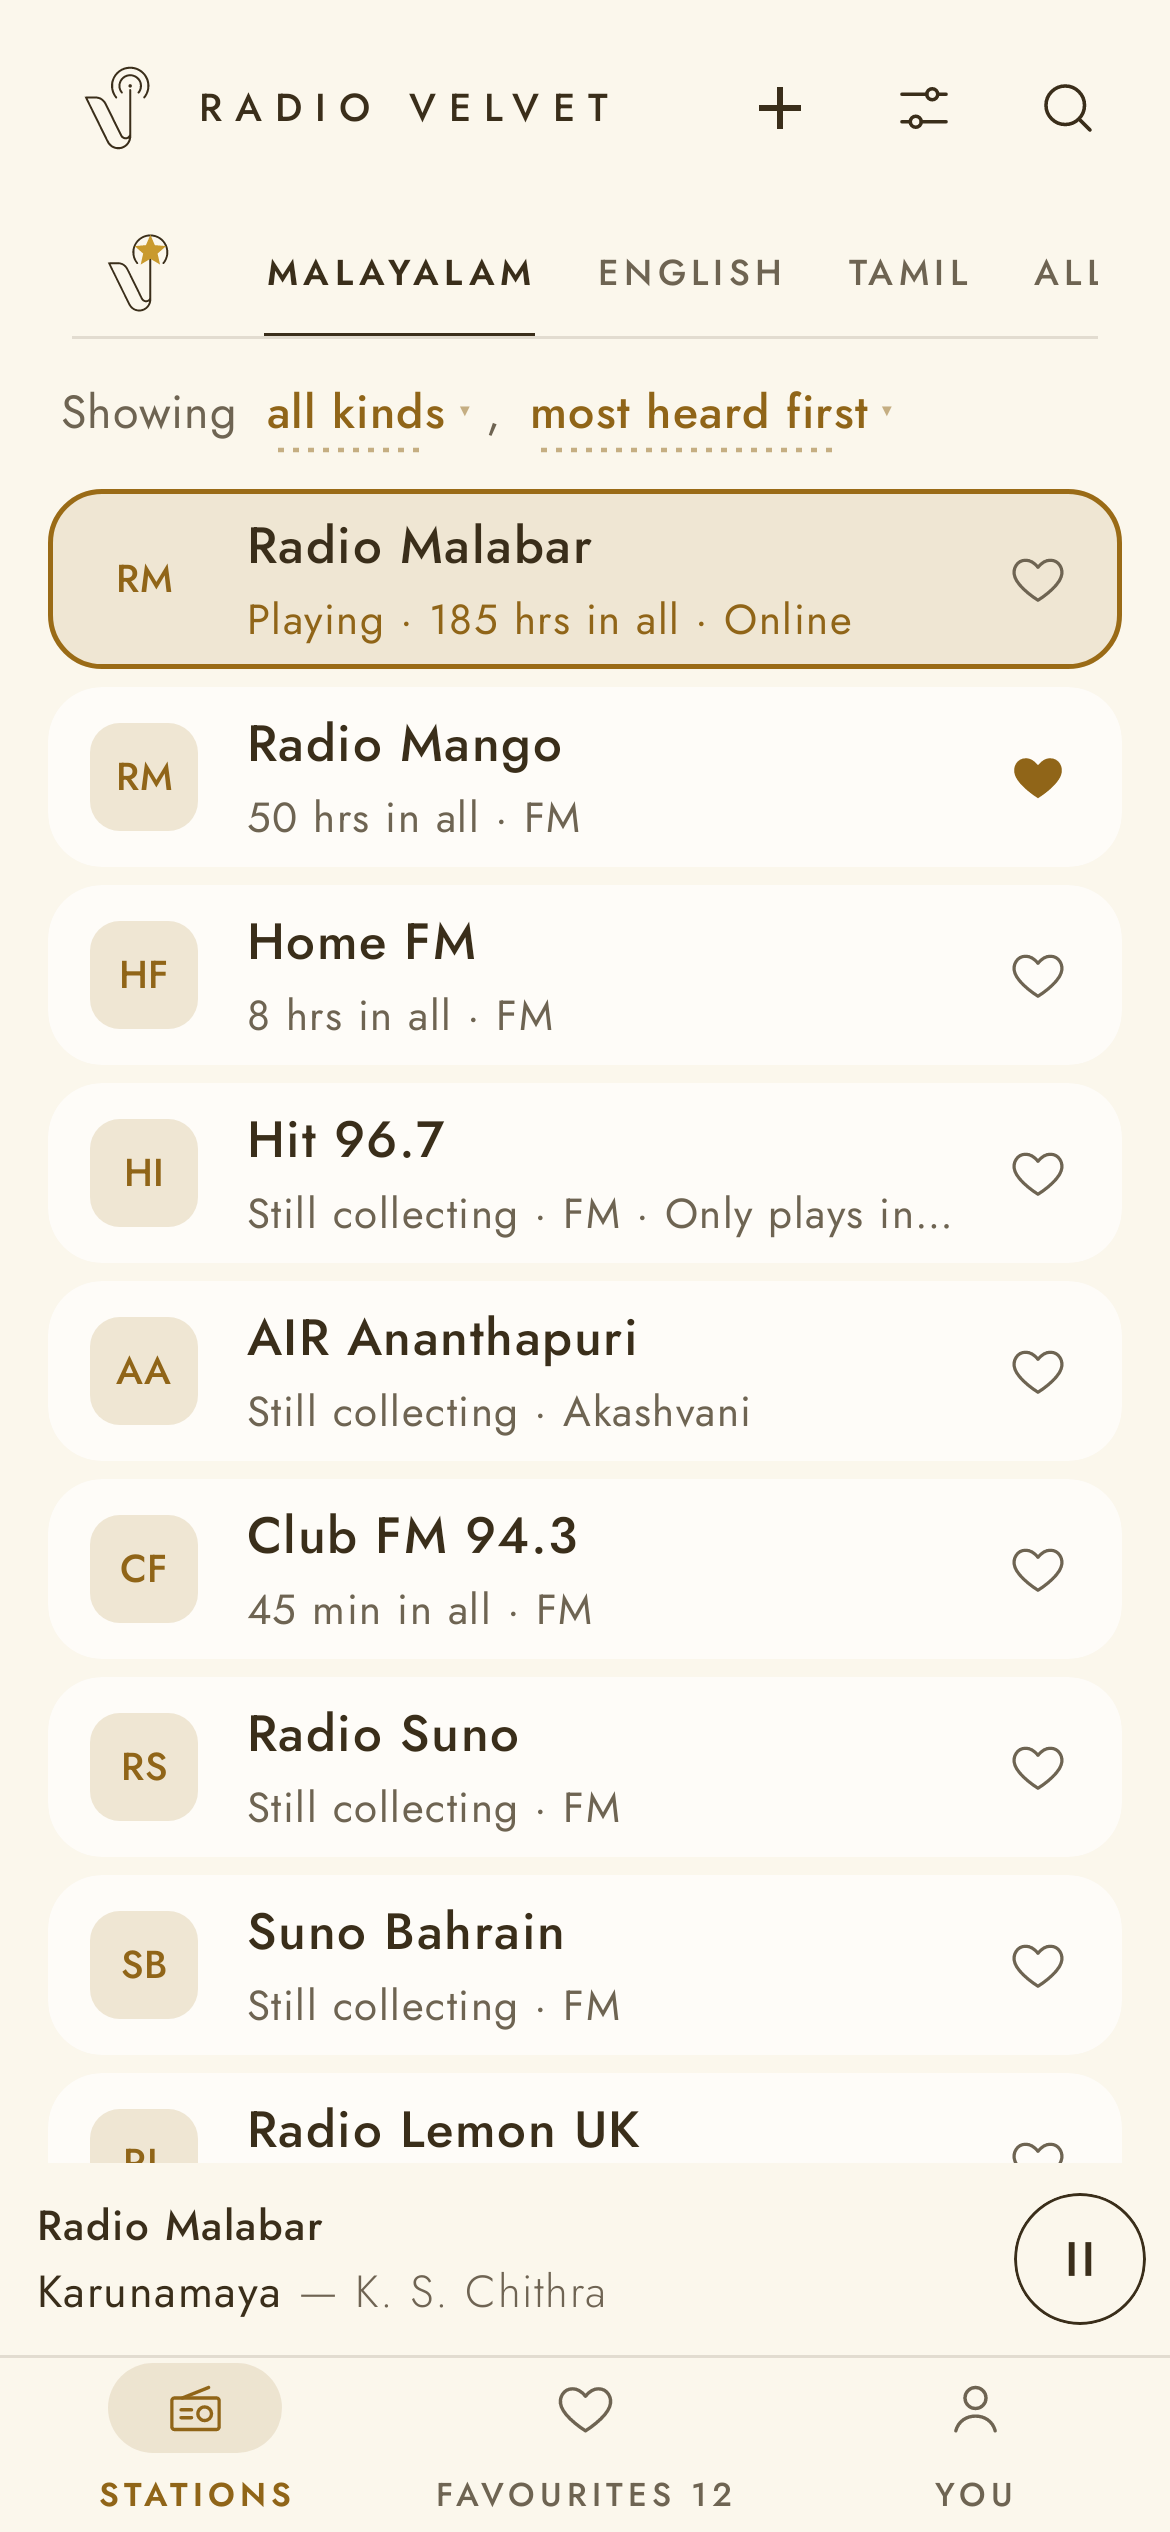 RADIO VELVET
MALAYALAM ENGLISH TAMIL ALL
Showing all kinds ▾ , most heard first ▾
RM
Radio Malabar
Playing · 185 hrs in all · Online
RM
Radio Mango
50 hrs in all · FM
HF
Home FM
8 hrs in all · FM
HI
Hit 96.7
Still collecting · FM · Only plays in...
AA
AIR Ananthapuri
Still collecting · Akashvani
CF
Club FM 94.3
45 min in all · FM
RS
Radio Suno
Still collecting · FM
SB
Suno Bahrain
Still collecting · FM
RL
Radio Lemon UK
Radio Malabar
Karunamaya — K. S. Chithra
STATIONS FAVOURITES 12 YOU